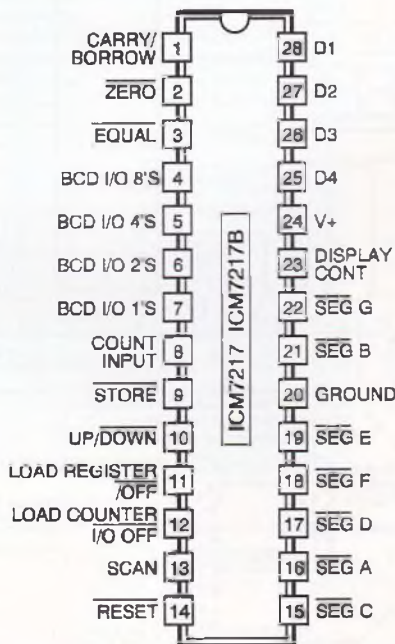 CARRY/
BORROW
1
ZERO
2
EQUAL
3
BCD I/O 8'S
4
BCD I/O 4'S
5
BCD I/O 2'S
6
BCD I/O 1'S
7
COUNT
INPUT
8
STORE
9
UP/DOWN
10
LOAD REGISTER
/OFF
11
LOAD COUNTER
I/O OFF
12
SCAN
13
RESET
14
ICM7217 ICM7217B
28 D1
27 D2
26 D3
25 D4
24 V+
23 DISPLAY
CONT
22 SEG G
21 SEG B
20 GROUND
19 SEG E
18 SEG F
17 SEG D
16 SEG A
15 SEG C